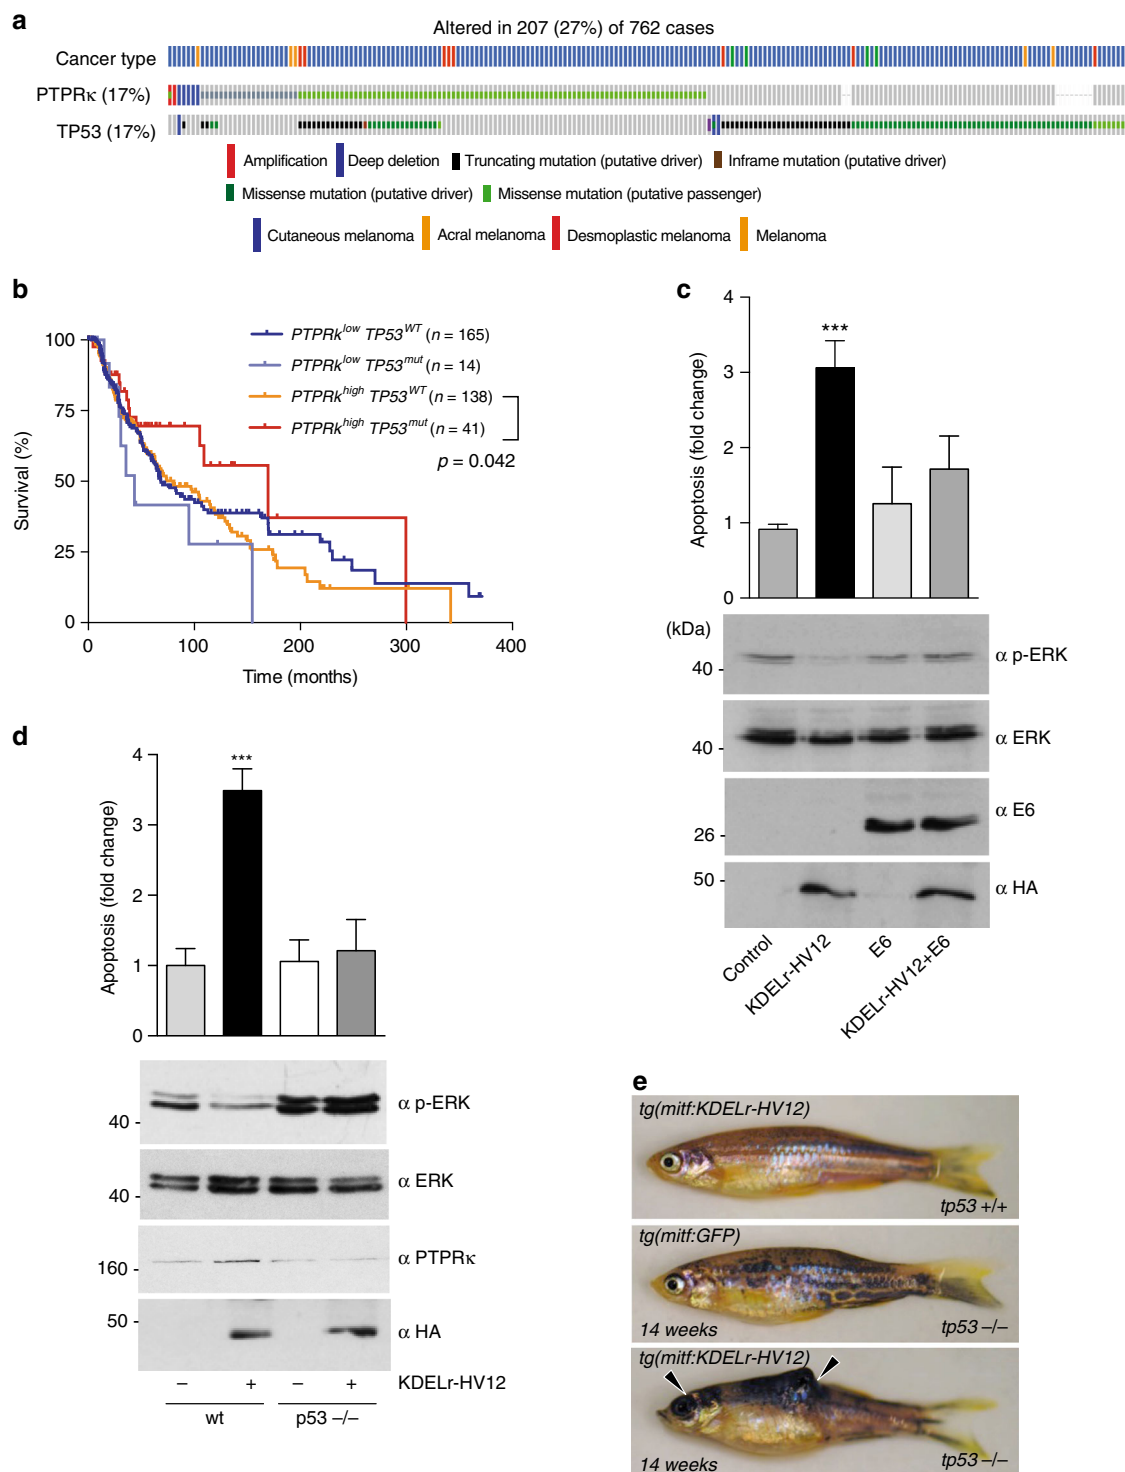 a
Altered in 207 (27%) of 762 cases
Cancer type
PTPRκ (17%)
TP53 (17%)
Amplification Deep deletion Truncating mutation (putative driver) Inframe mutation (putative driver)
Missense mutation (putative driver) Missense mutation (putative passenger)
Cutaneous melanoma Acral melanoma Desmoplastic melanoma Melanoma
b
Survival (%)
100
75
50
25
0
0 100 200 300 400
Time (months)
PTPRk^low TP53^WT (n = 165)
PTPRk^low TP53^mut (n = 14)
PTPRk^high TP53^WT (n = 138)
PTPRk^high TP53^mut (n = 41)
p = 0.042
c
Apoptosis (fold change)
4
3
2
1
0
***
(kDa)
40 - α p-ERK
40 - α ERK
26 - α E6
50 - α HA
Control KDELr-HV12 E6 KDELr-HV12+E6
d
Apoptosis (fold change)
4
3
2
1
0
***
40 - α p-ERK
40 - α ERK
160 - α PTPRκ
50 - α HA
– + – + KDELr-HV12
wt p53 –/–
e
tg(mitf:KDELr-HV12)
tp53 +/+
tg(mitf:GFP)
14 weeks tp53 –/–
tg(mitf:KDELr-HV12)
14 weeks tp53 –/–